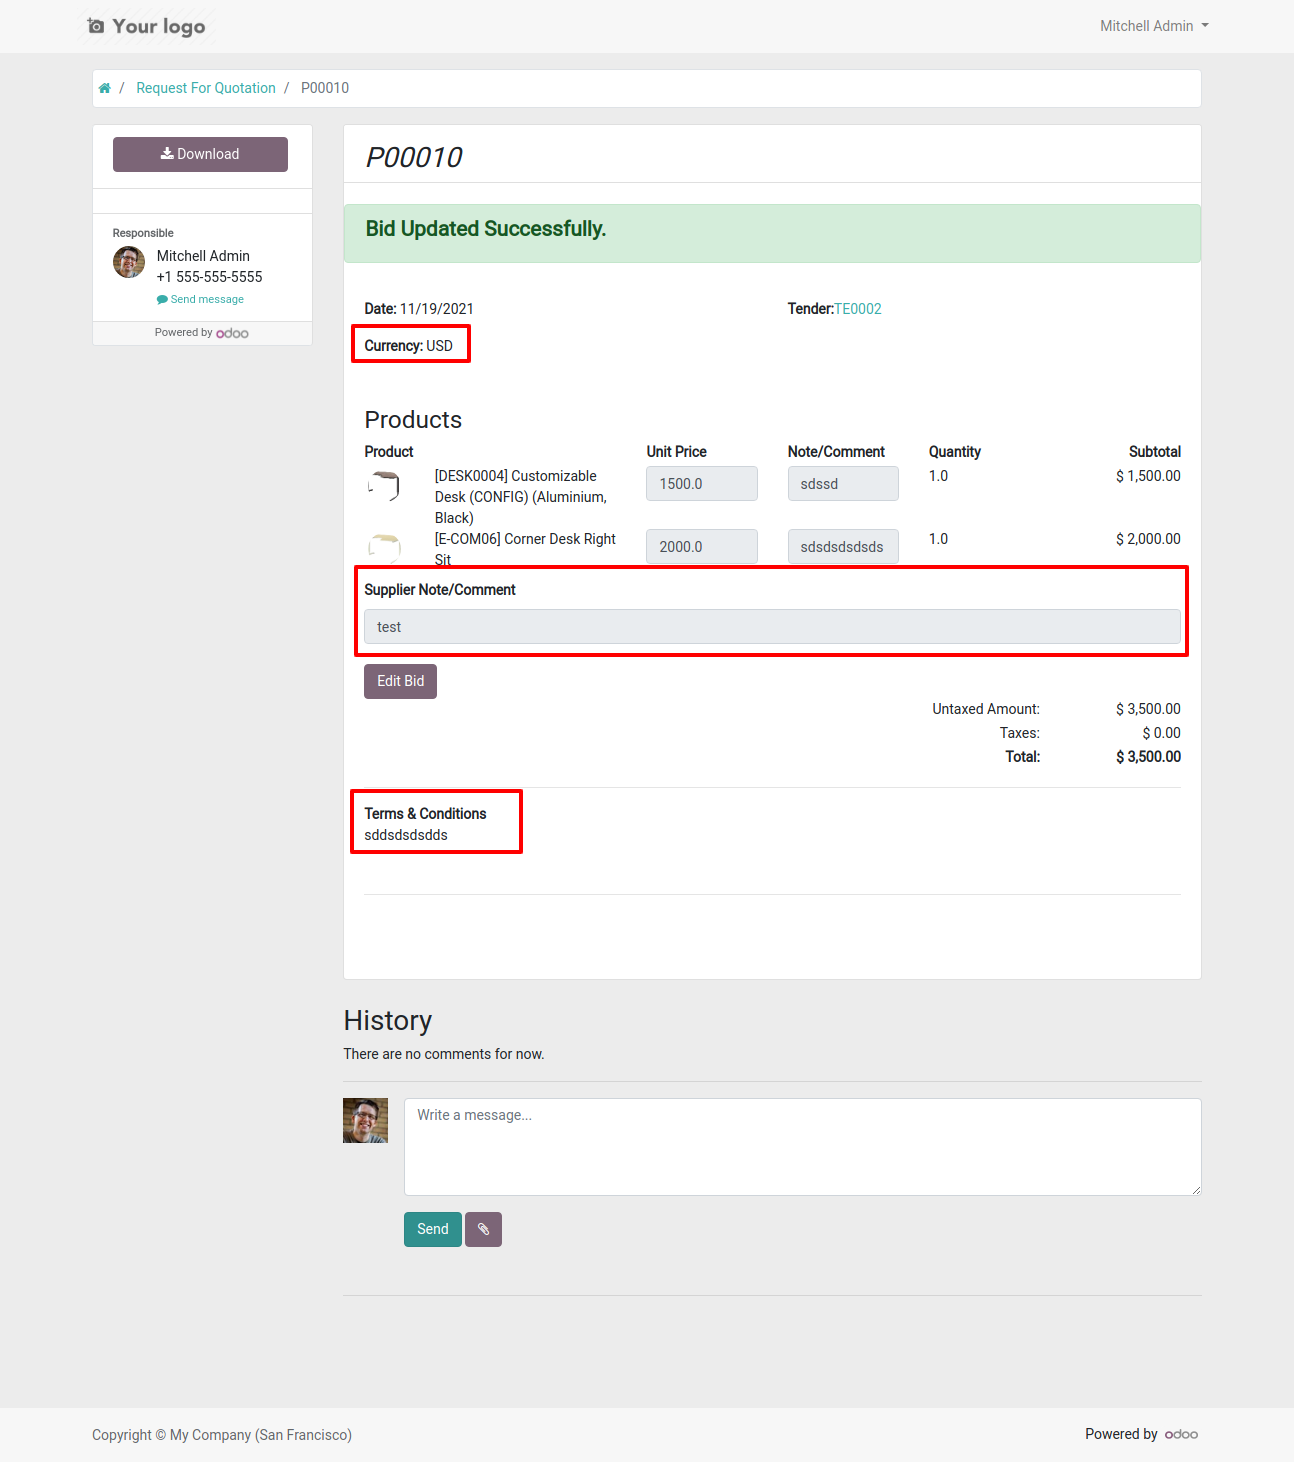 Your logo
Mitchell Admin
/ Request For Quotation / P00010
Download
Responsible
Mitchell Admin
+1 555-555-5555
Send message
Powered by odoo
P00010
Bid Updated Successfully.
Date: 11/19/2021
Tender:TE0002
Currency: USD
Products
Product Unit Price Note/Comment Quantity Subtotal
[DESK0004] Customizable 1500.0 sdssd 1.0 $ 1,500.00
Desk (CONFIG) (Aluminium,
Black)
[E-COM06] Corner Desk Right 2000.0 sdsdsdsdsds 1.0 $ 2,000.00
Sit
Supplier Note/Comment
test
Edit Bid
Untaxed Amount: $ 3,500.00
Taxes: $ 0.00
Total: $ 3,500.00
Terms & Conditions
sddsdsdsdds
History
There are no comments for now.
Write a message...
Send
Copyright © My Company (San Francisco)
Powered by odoo